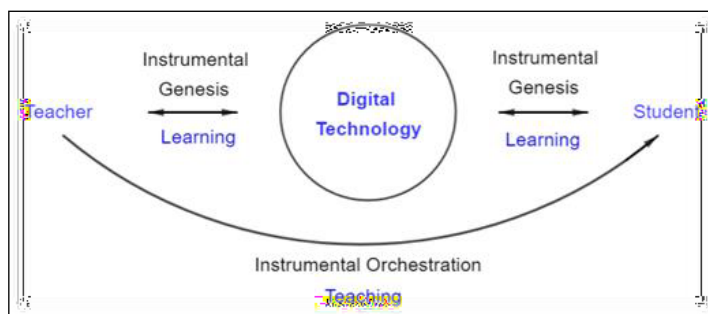 Instrumental
Genesis
Teacher
Learning
Digital
Technology
Instrumental
Genesis
Student
Learning
Instrumental Orchestration
Teaching